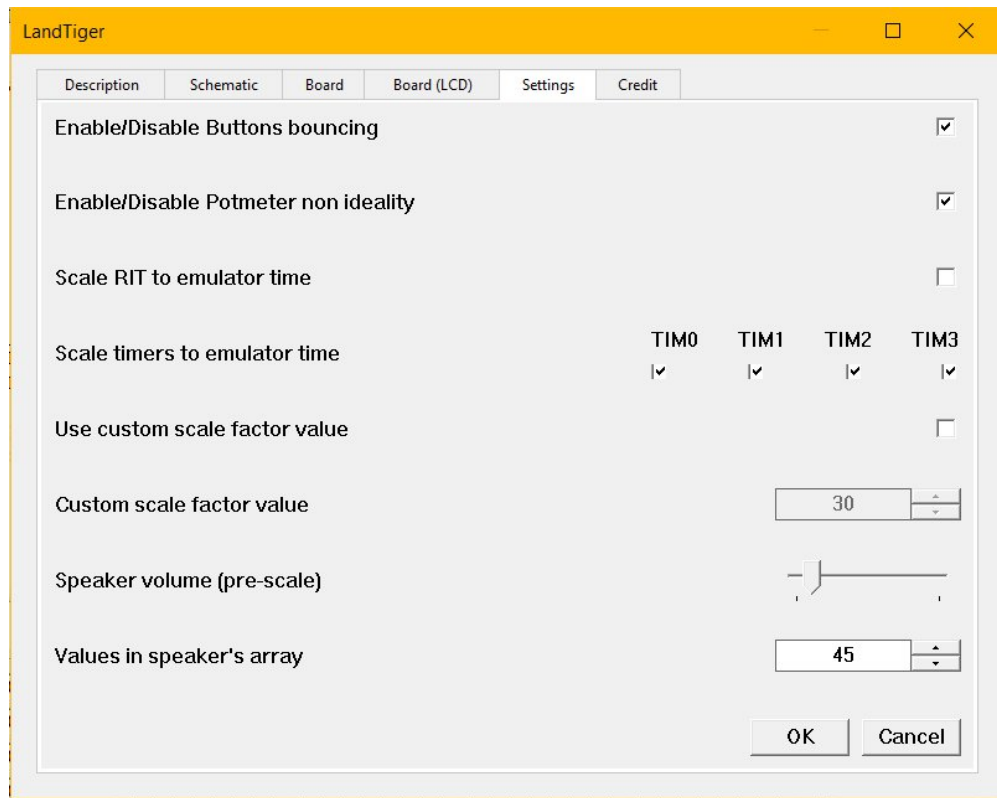 LandTiger
Description Schematic Board Board (LCD) Settings Credit
Enable/Disable Buttons bouncing
Enable/Disable Potmeter non ideality
Scale RIT to emulator time
TIM0 TIM1 TIM2 TIM3
Scale timers to emulator time
Use custom scale factor value
Custom scale factor value 30
Speaker volume (pre-scale)
Values in speaker's array 45
OK Cancel